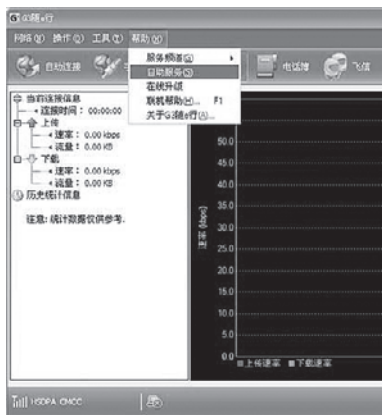 G3随e行
网络(W) 操作(O) 工具(T) 帮助(H)
服务频道(S)
自助服务(S)
在线升级
联机帮助(H)... F1
关于G3随e行(A)...
自动连接
电话簿
飞信
当前连接信息
连接时间: 00:00:00
上传
速率: 0.00 kbps
流量: 0.00 KB
下载
速率: 0.00 kbps
流量: 0.00 KB
历史统计信息
注意: 统计数据仅供参考.
速率 (kbps)
50.0
45.0
40.0
35.0
30.0
25.0
20.0
15.0
10.0
5.0
0.0
上传速率 下载速率
HSDPA CMCC